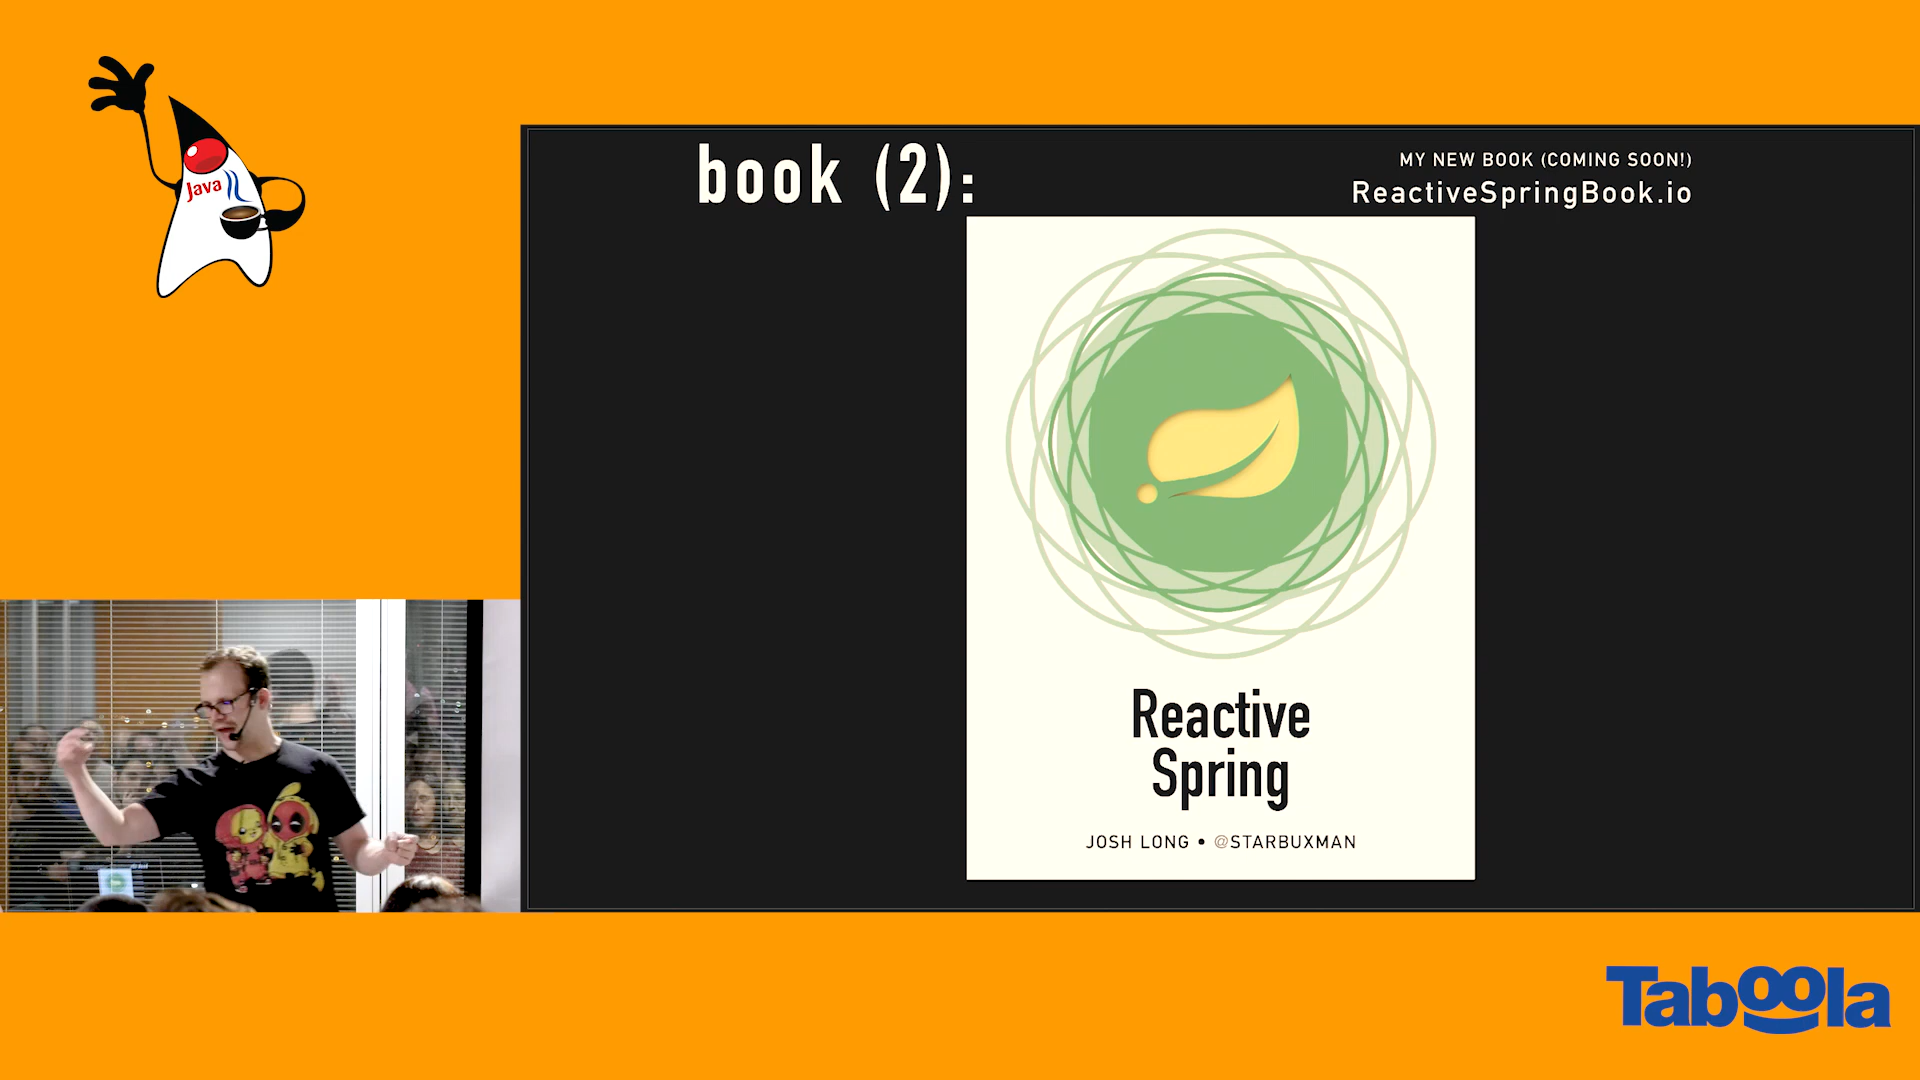 Java
book (2):
MY NEW BOOK (COMING SOON!)
ReactiveSpringBook.io
Reactive
Spring
JOSH LONG • @STARBUXMAN
Taboola